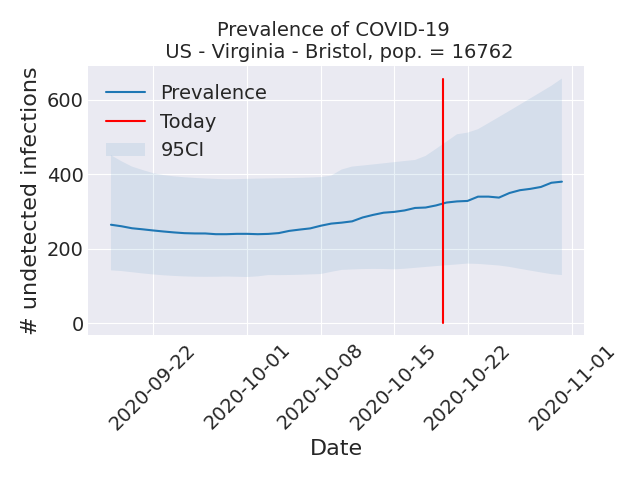 Prevalence of COVID-19
US - Virginia - Bristol, pop. = 16762
# undetected infections
600
400
200
0
Prevalence
Today
95CI
2020-09-22
2020-10-01
2020-10-08
2020-10-15
2020-10-22
2020-11-01
Date